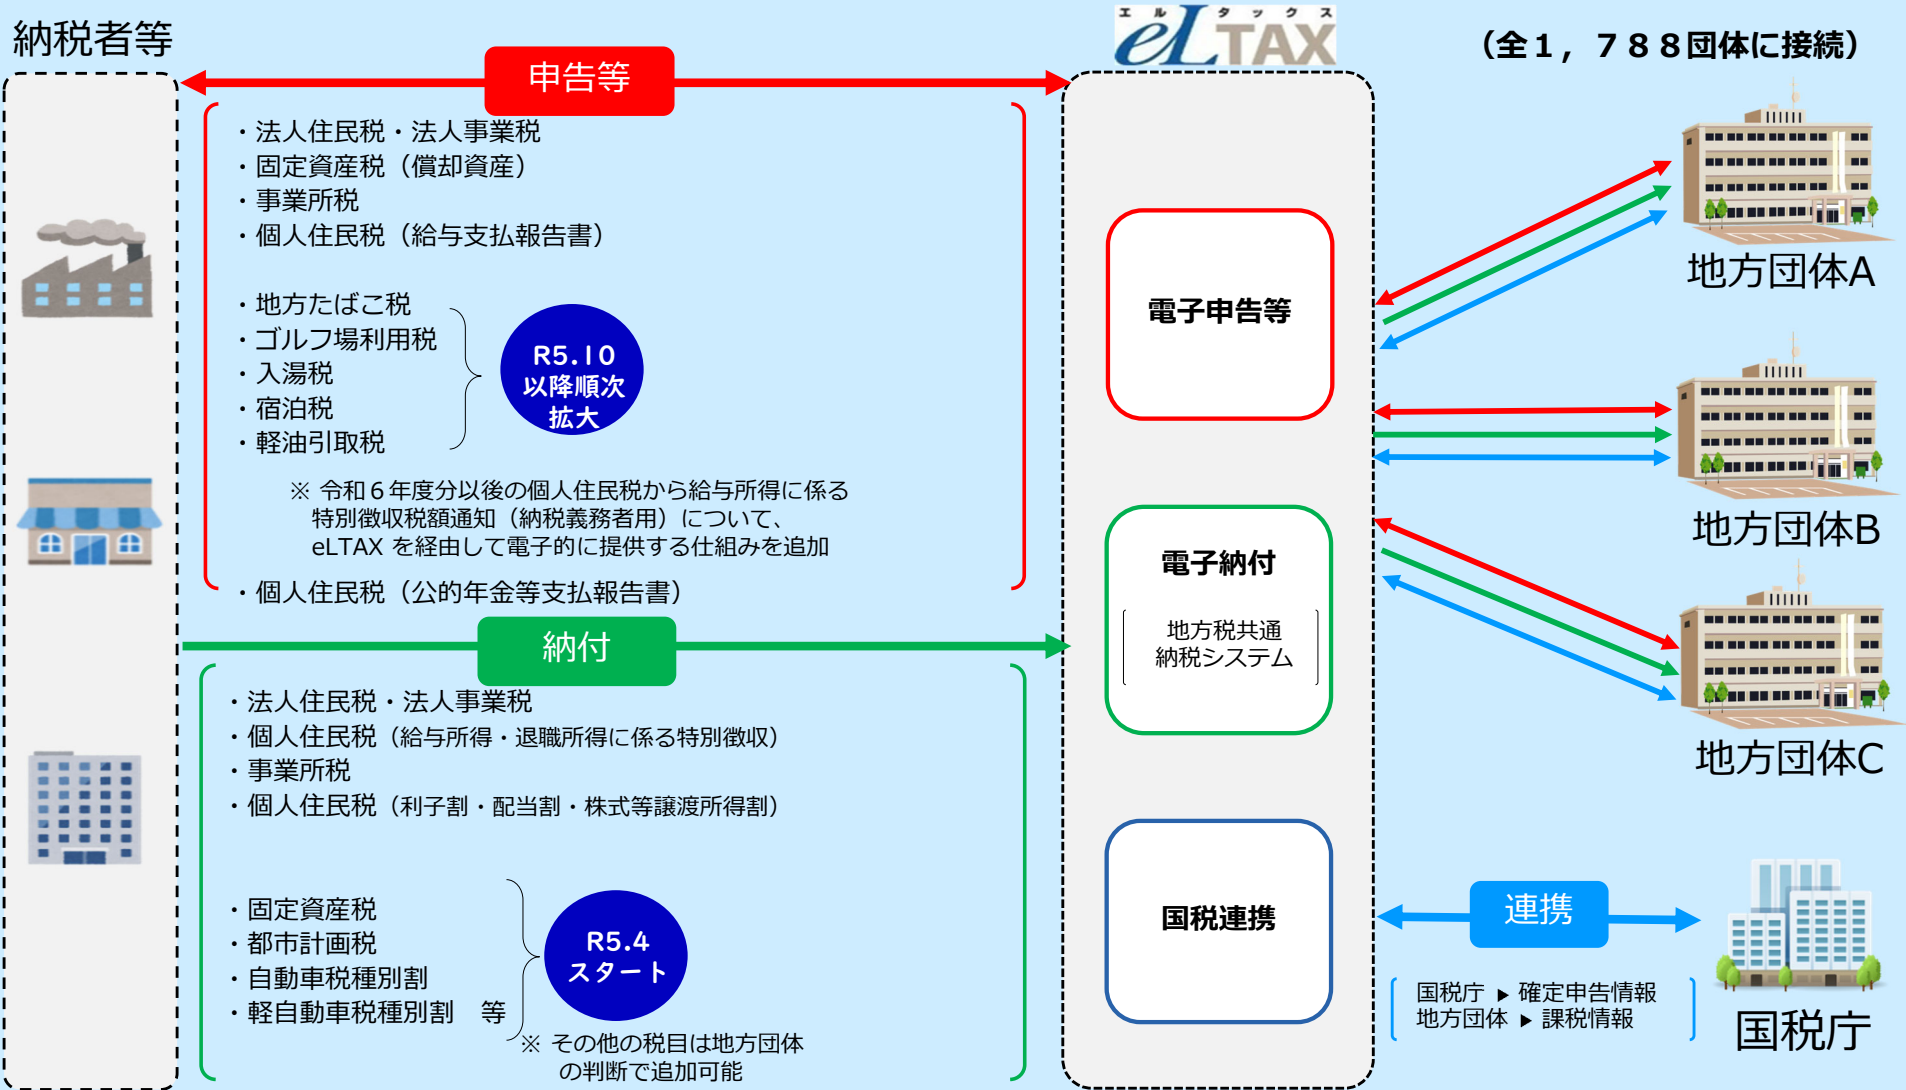 納税者等
エルタックス
eLTAX
(全1,788団体に接続)
申告等
・法人住民税・法人事業税
・固定資産税(償却資産)
・事業所税
・個人住民税(給与支払報告書)
・地方たばこ税
・ゴルフ場利用税
・入湯税
・宿泊税
・軽油引取税
R5.10
以降順次
拡大
※ 令和6年度分以後の個人住民税から給与所得に係る
特別徴収税額通知(納税義務者用)について、
eLTAX を経由して電子的に提供する仕組みを追加
・個人住民税(公的年金等支払報告書)
納付
・法人住民税・法人事業税
・個人住民税(給与所得・退職所得に係る特別徴収)
・事業所税
・個人住民税(利子割・配当割・株式等譲渡所得割)
・固定資産税
・都市計画税
・自動車税種別割
・軽自動車税種別割 等
R5.4
スタート
※ その他の税目は地方団体
の判断で追加可能
電子申告等
電子納付
地方税共通
納税システム
国税連携
地方団体A
地方団体B
地方団体C
連携
国税庁 ▶ 確定申告情報
地方団体 ▶ 課税情報
国税庁